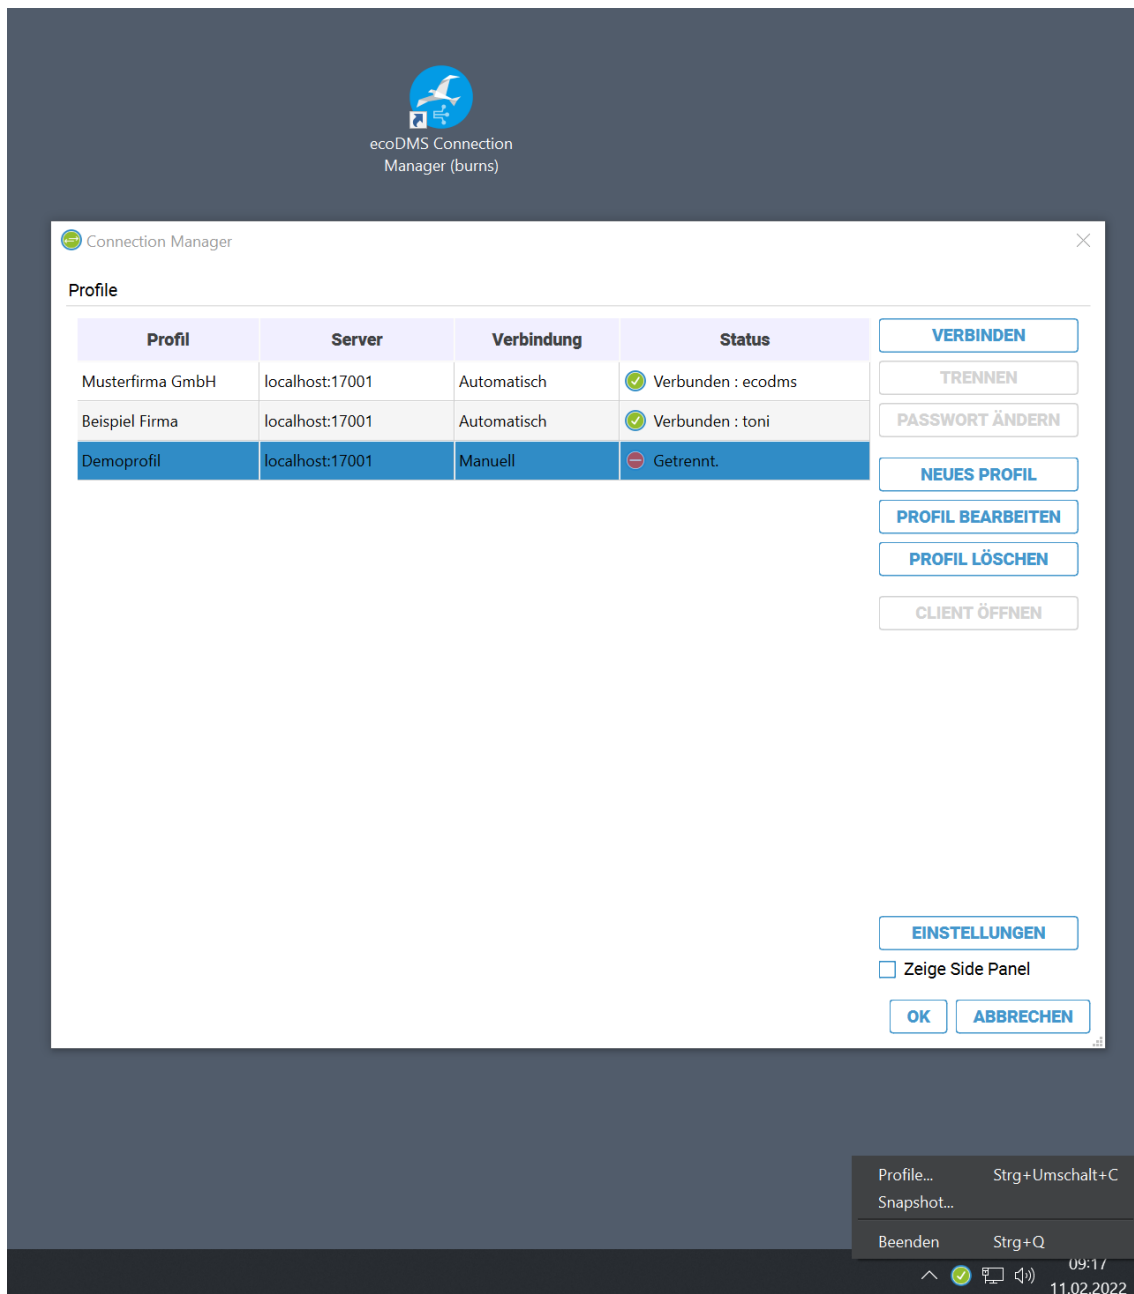 ecoDMS Connection
Manager (burns)
Connection Manager
Profile
Profil Server Verbindung Status
Musterfirma GmbH localhost:17001 Automatisch Verbunden : ecodms
Beispiel Firma localhost:17001 Automatisch Verbunden : toni
Demoprofil localhost:17001 Manuell Getrennt.
VERBINDEN
TRENNEN
PASSWORT ÄNDERN
NEUES PROFIL
PROFIL BEARBEITEN
PROFIL LÖSCHEN
CLIENT ÖFFNEN
EINSTELLUNGEN
Zeige Side Panel
OK ABBRECHEN
Profile... Strg+Umschalt+C
Snapshot...
Beenden Strg+Q
09:17
11.02.2022